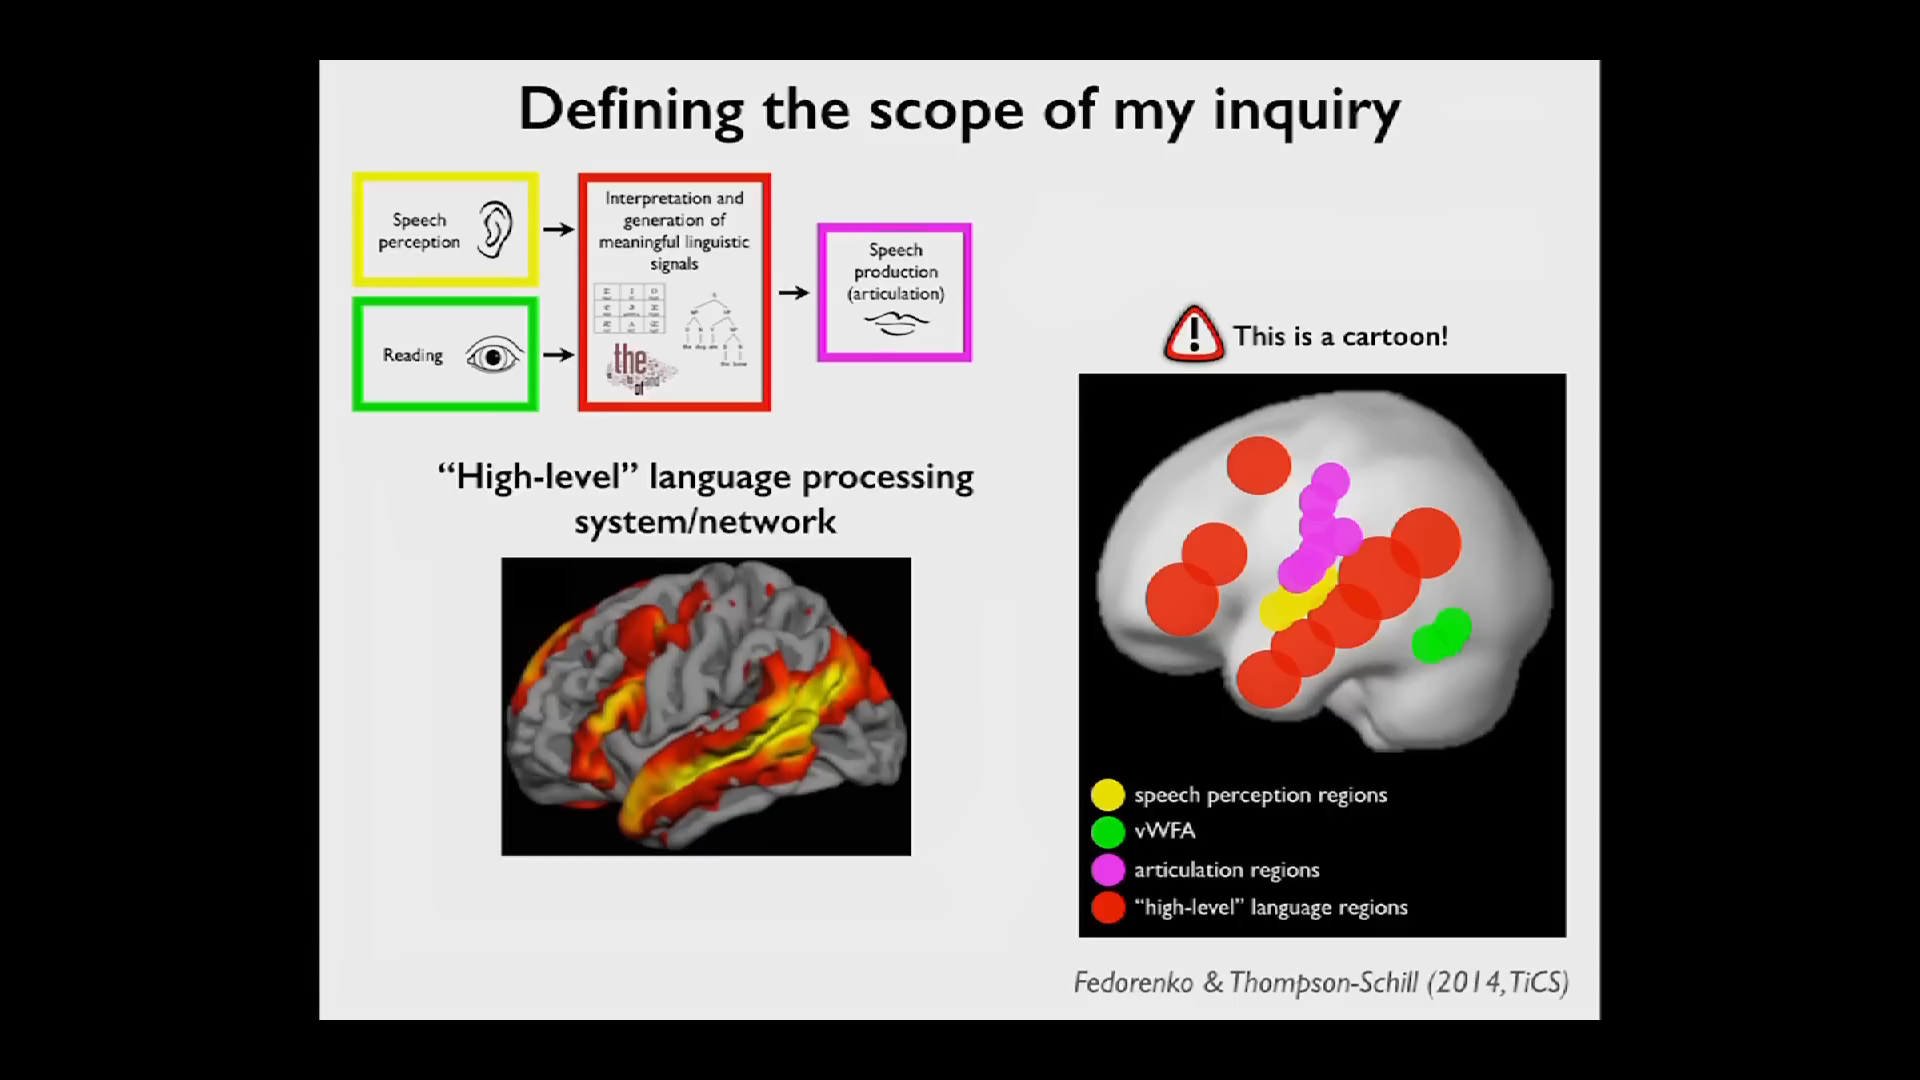 Defining the scope of my inquiry
Speech
perception
Reading
Interpretation and
generation of
meaningful linguistic
signals
the
of
and
Speech
production
(articulation)
"High-level" language processing
system/network
This is a cartoon!
speech perception regions
vWFA
articulation regions
"high-level" language regions
Fedorenko & Thompson-Schill (2014, TiCS)